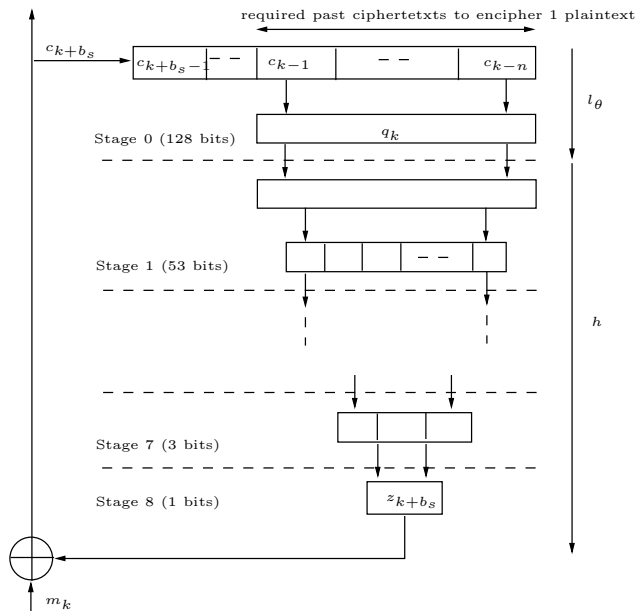 required past ciphertetxts to encipher 1 plaintext
c_{k+b_s}
c_{k+b_s-1} c_{k-1} c_{k-n}
l_θ
q_k
Stage 0 (128 bits)
Stage 1 (53 bits)
h
Stage 7 (3 bits)
Stage 8 (1 bits)
z_{k+b_s}
m_k